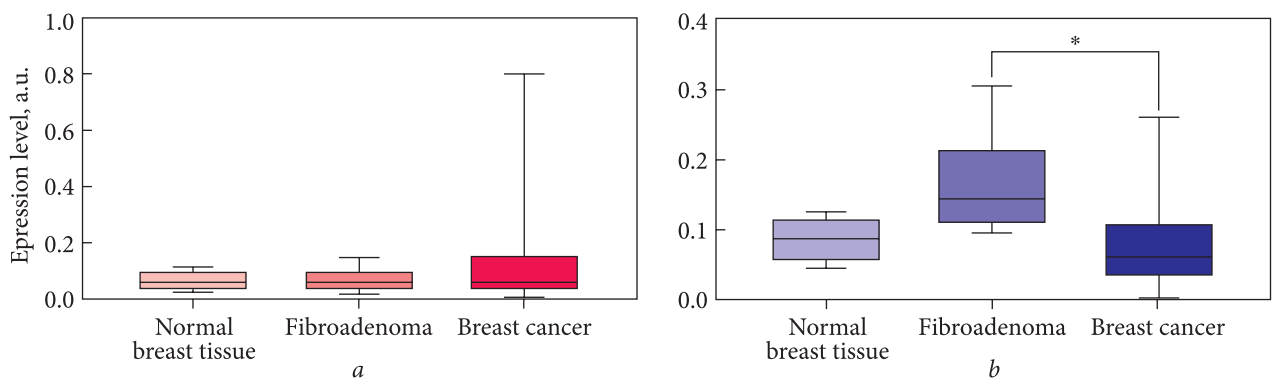 Epression level, a.u.
1.0
0.8
0.6
0.4
0.2
0.0
Normal
breast tissue
Fibroadenoma
Breast cancer
a
0.4
0.3
0.2
0.1
0.0
*
Normal
breast tissue
Fibroadenoma
Breast cancer
b